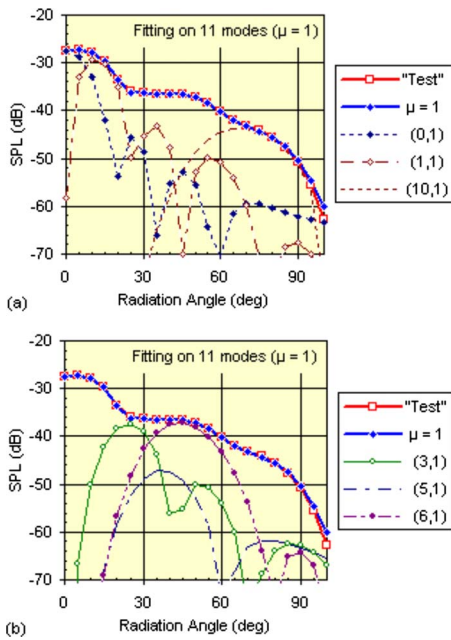 -20
Fitting on 11 modes (μ = 1)
-30
-40
-50
-60
-70
SPL (dB)
0
30
60
90
(a)
Radiation Angle (deg)
"Test"
μ = 1
(0,1)
(1,1)
(10,1)
-20
Fitting on 11 modes (μ = 1)
-30
-40
-50
-60
-70
SPL (dB)
0
30
60
90
(b)
Radiation Angle (deg)
"Test"
μ = 1
(3,1)
(5,1)
(6,1)